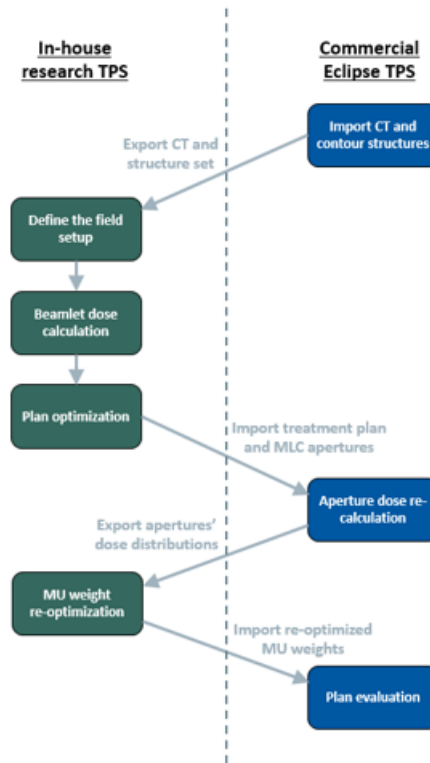 In-house
research TPS
Commercial
Eclipse TPS
Import CT and
contour structures
Export CT and
structure set
Define the field
setup
Beamlet dose
calculation
Plan optimization
Import treatment plan
and MLC apertures
Aperture dose re-
calculation
Export apertures'
dose distributions
MU weight
re-optimization
Import re-optimized
MU weights
Plan evaluation